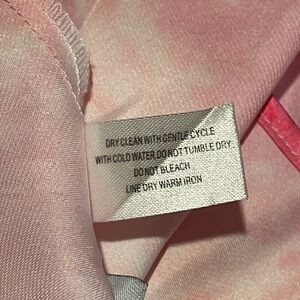 DRY CLEAN WITH GENTLE CYCLE
WITH COLD WATER.DO NOT TUMBLE DRY
DO NOT BLEACH
LINE DRY WARM IRON